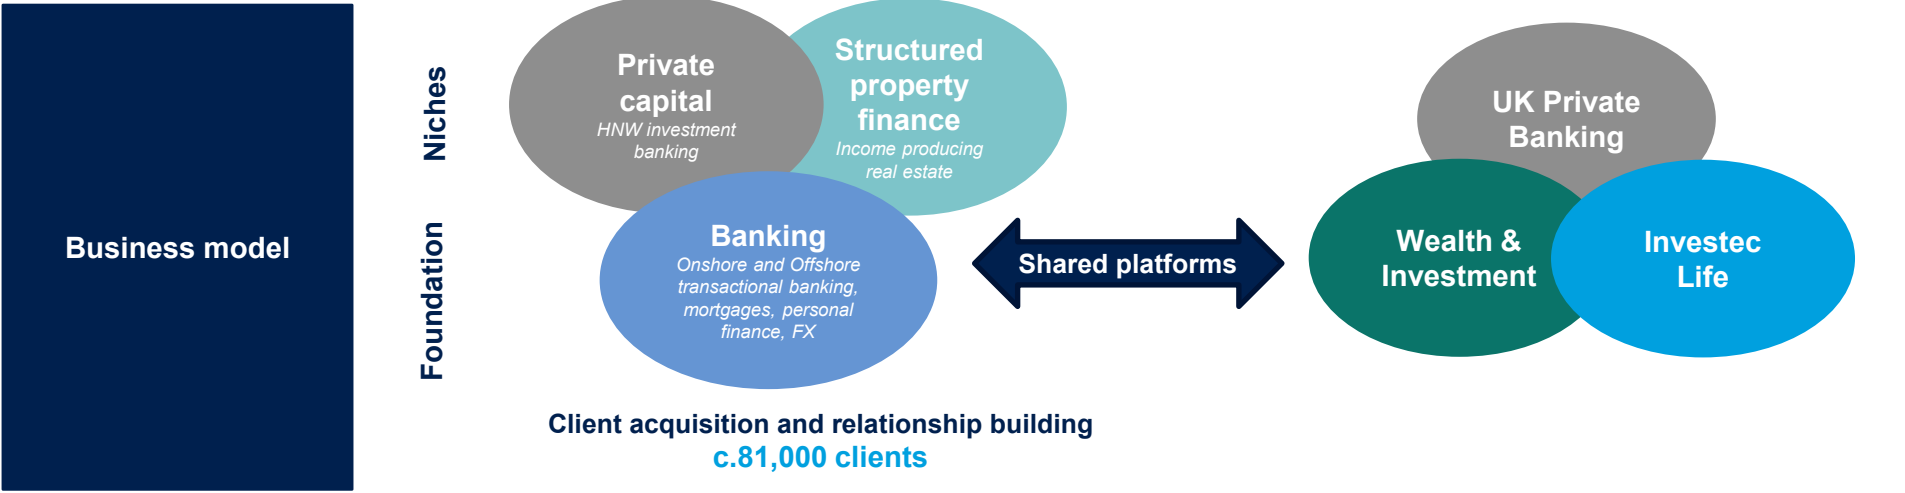 Business model
Niches
Foundation
Private
capital
HNW investment
banking
Structured
property
finance
Income producing
real estate
Banking
Onshore and Offshore
transactional banking,
mortgages, personal
finance, FX
Client acquisition and relationship building
c.81,000 clients
Shared platforms
UK Private
Banking
Wealth &
Investment
Investec
Life